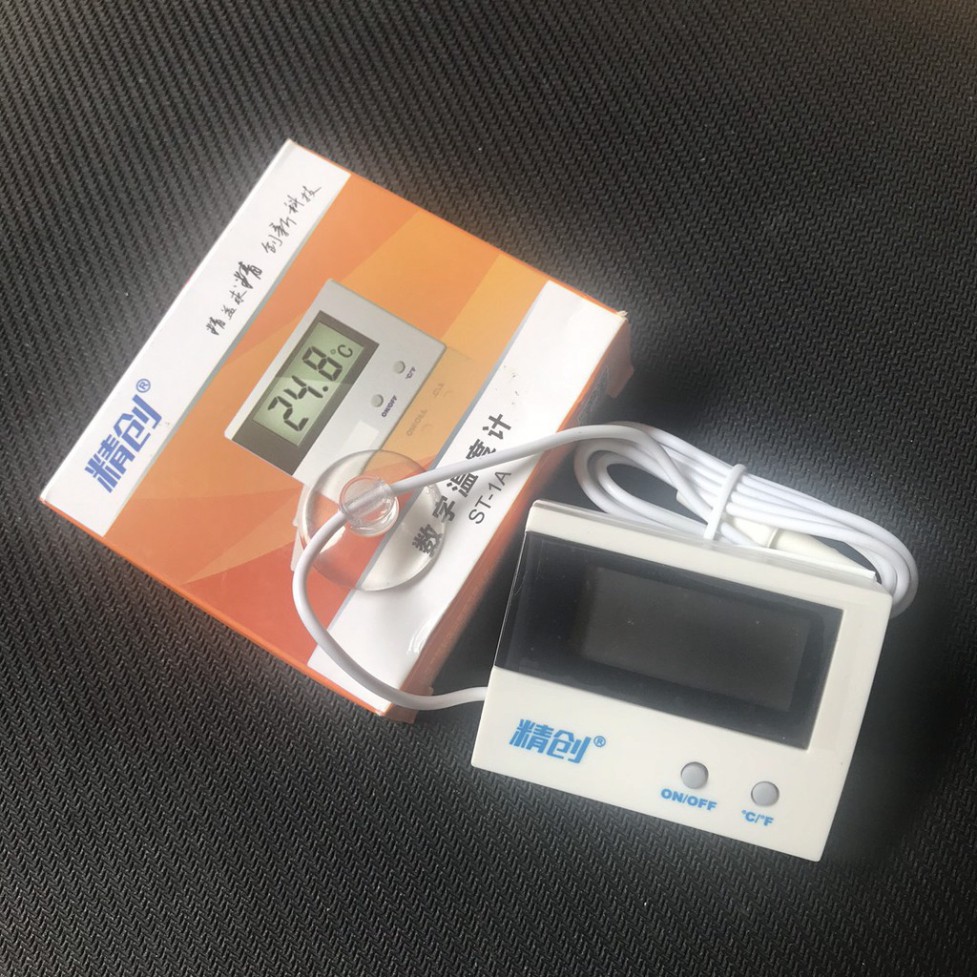 精益求精 创新科技
精创®
24.8°C
ON/OFF
°C/°F
数字温度计
ST-1A
精创®
ON/OFF
°C/°F